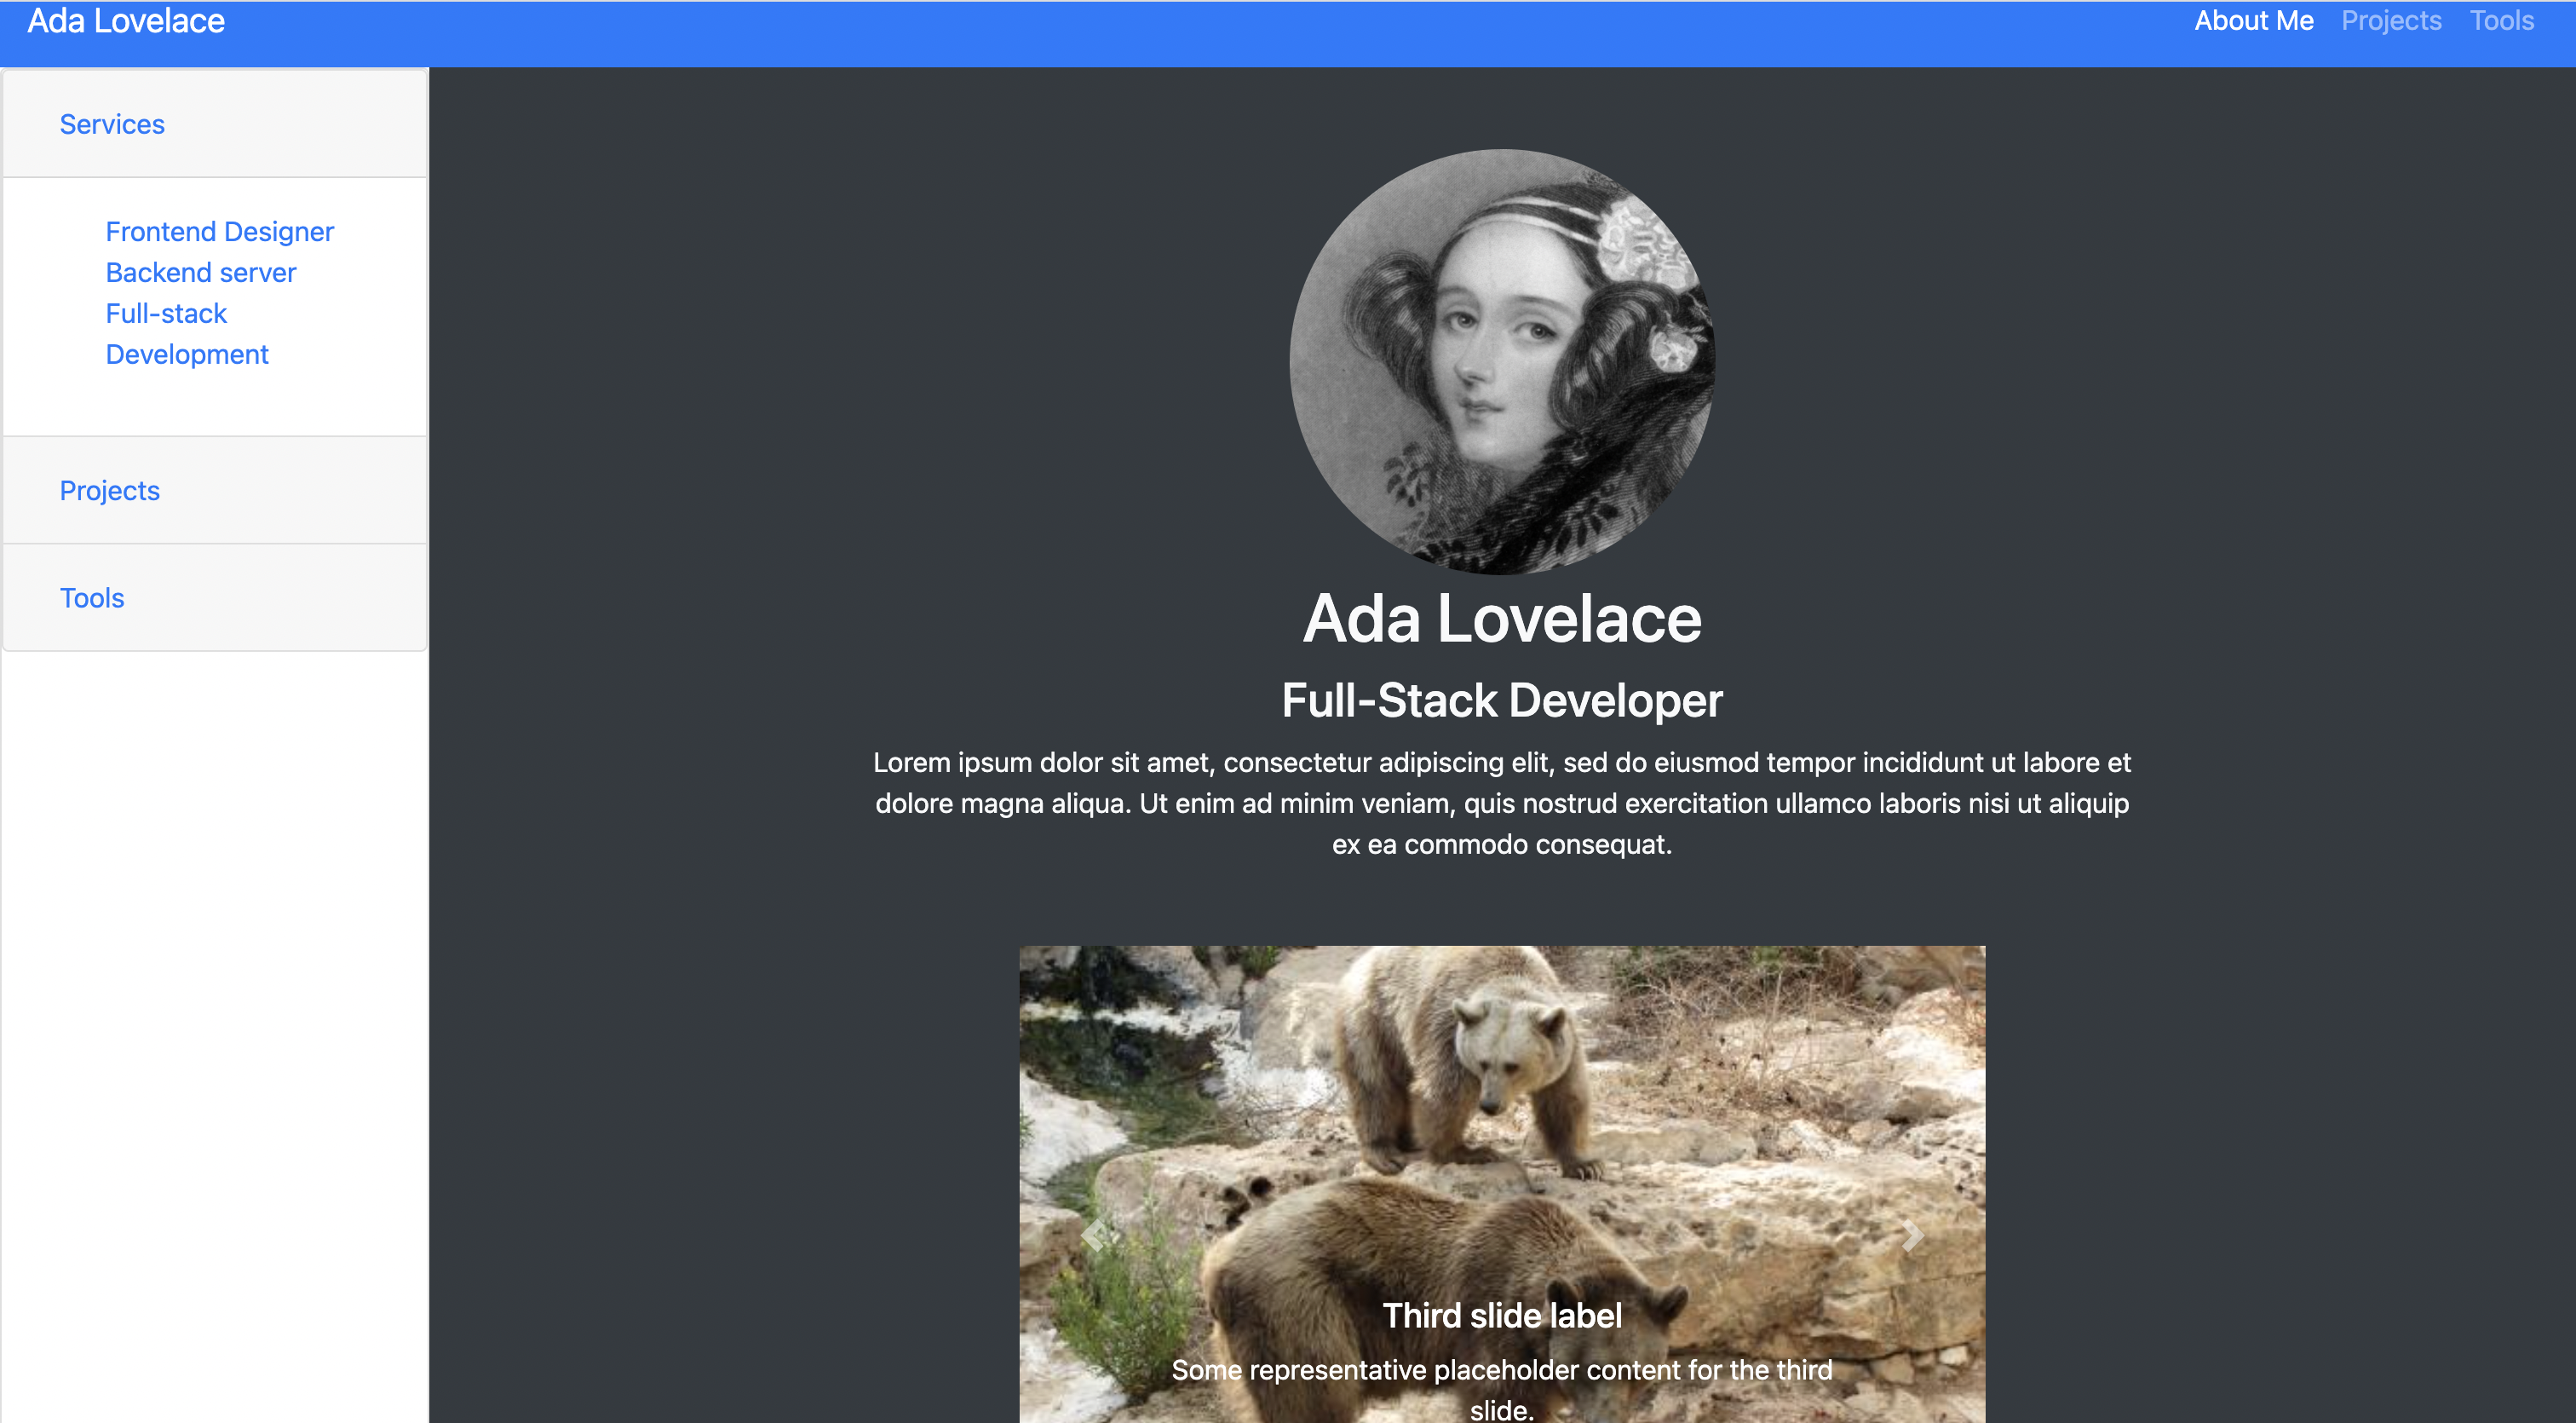 Ada Lovelace
About Me Projects Tools
Services
Frontend Designer
Backend server
Full-stack
Development
Projects
Tools
Ada Lovelace
Full-Stack Developer
Lorem ipsum dolor sit amet, consectetur adipiscing elit, sed do eiusmod tempor incididunt ut labore et
dolore magna aliqua. Ut enim ad minim veniam, quis nostrud exercitation ullamco laboris nisi ut aliquip
ex ea commodo consequat.
Third slide label
Some representative placeholder content for the third
slide.